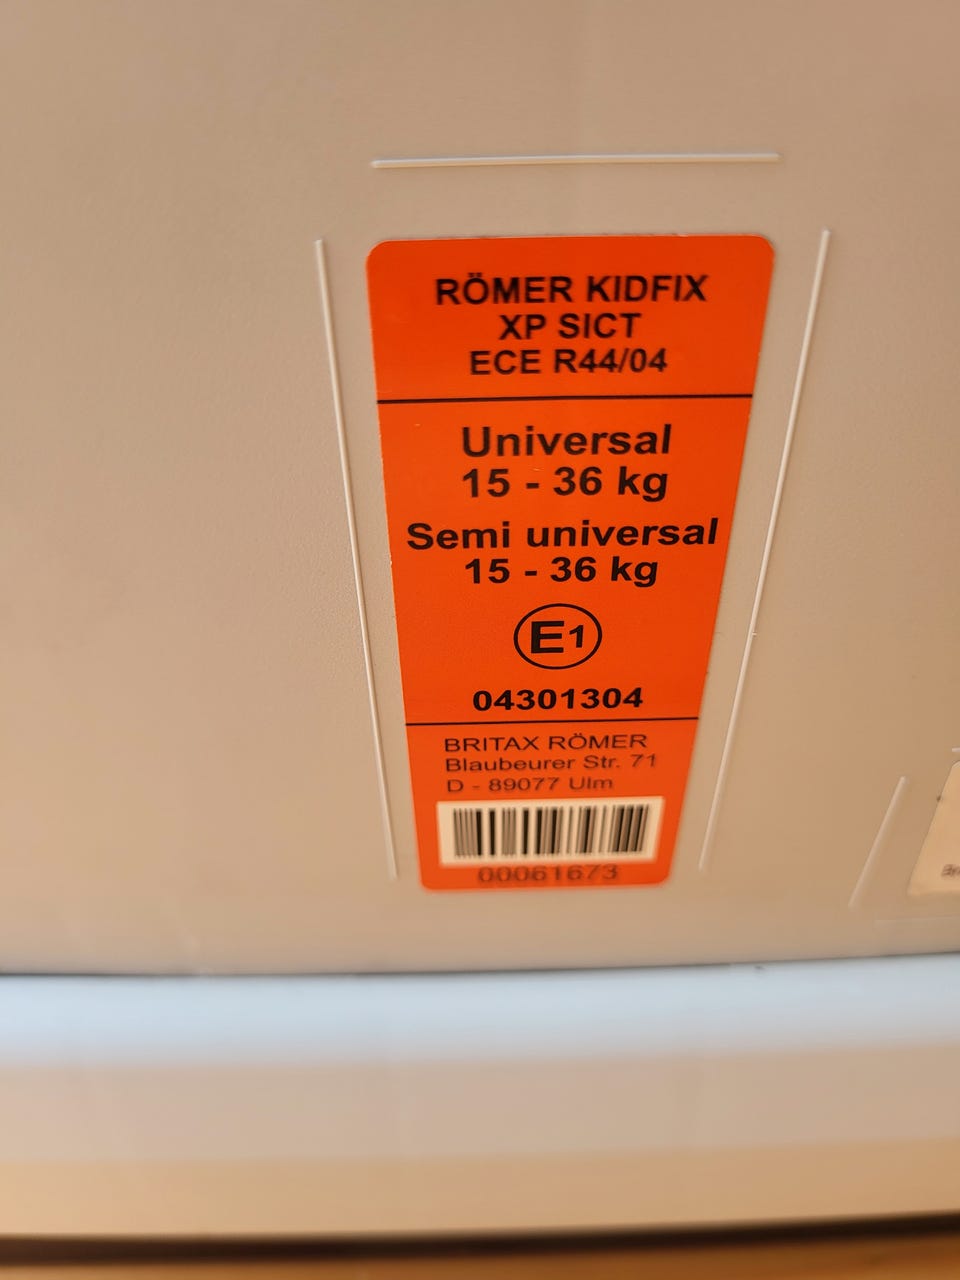 RÖMER KIDFIX
XP SICT
ECE R44/04
Universal
15 - 36 kg
Semi universal
15 - 36 kg
E1
04301304
BRITAX RÖMER
Blaubeurer Str. 71
D - 89077 Ulm
00061673